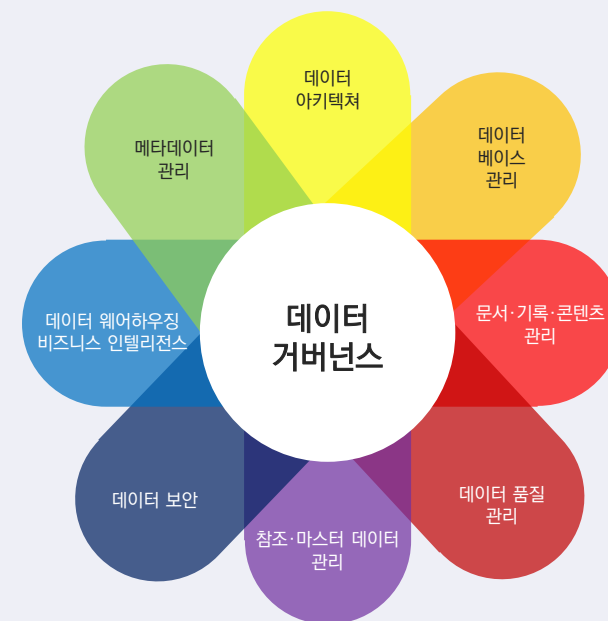 데이터
아키텍쳐
데이터
베이스
관리
문서·기록·콘텐츠
관리
데이터 품질
관리
참조·마스터 데이터
관리
데이터 보안
데이터 웨어하우징
비즈니스 인텔리전스
메타데이터
관리
데이터
거버넌스